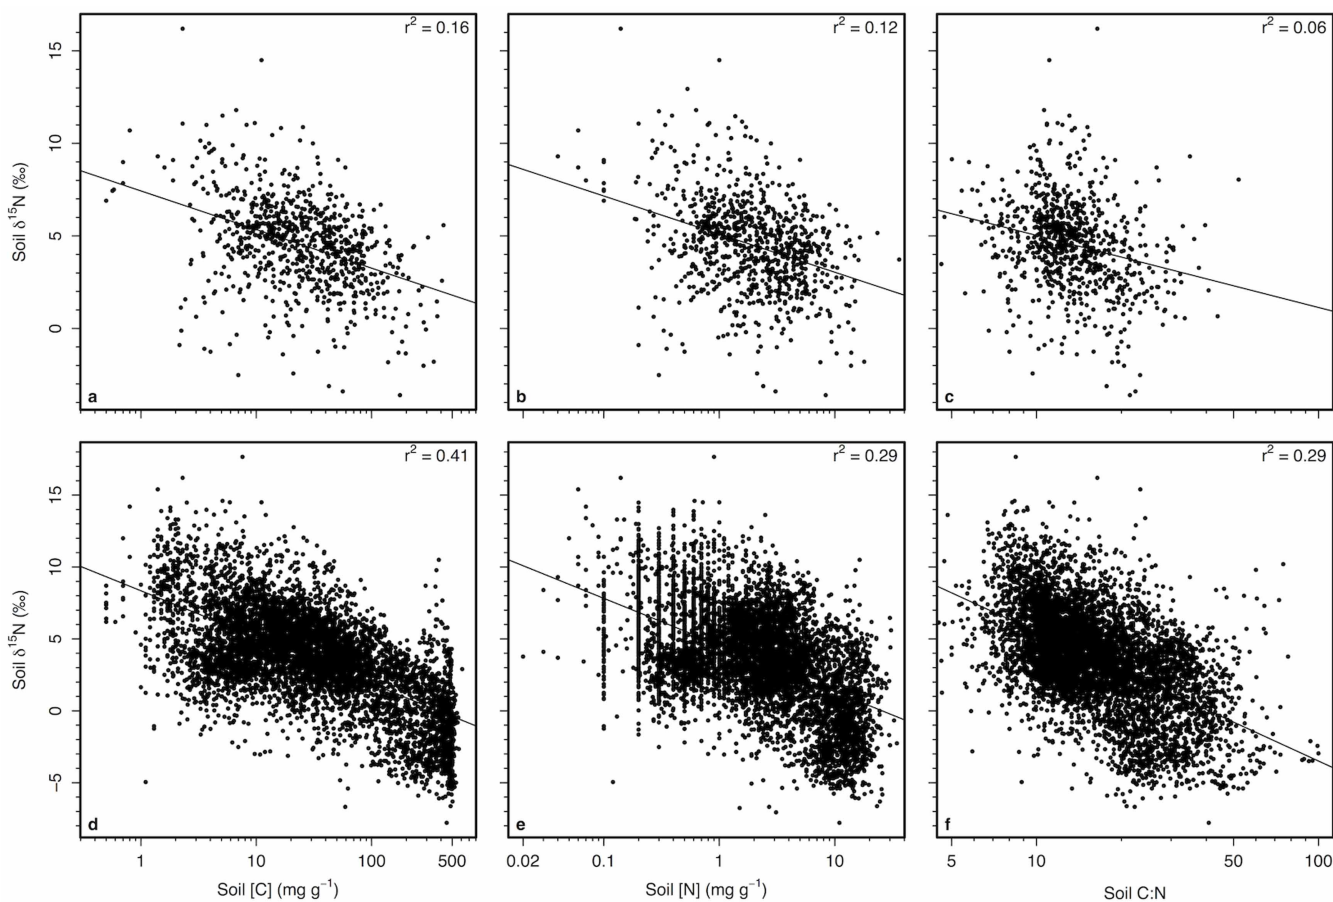 r² = 0.16
r² = 0.12
r² = 0.06
Soil δ¹⁵N (‰)
15
10
5
0
a
b
c
r² = 0.41
r² = 0.29
r² = 0.29
Soil δ¹⁵N (‰)
15
10
5
0
−5
d
e
f
1 10 100 500
0.02 0.1 1 10
5 10 50 100
Soil [C] (mg g⁻¹)
Soil [N] (mg g⁻¹)
Soil C:N